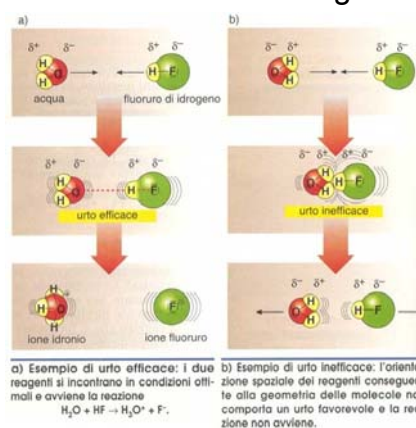 a)
δ+ δ− δ+ δ−
H O H H F
acqua fluoruro di idrogeno
δ+ δ− δ+ δ−
H O H H F
urto efficace
H O H H F
ione idronio ione fluoruro
a) Esempio di urto efficace: i due
reagenti si incontrano in condizioni otti-
mali e avviene la reazione
H₂O + HF → H₃O⁺ + F⁻.
b)
δ− δ+ δ+ δ−
O H H H F
δ− δ+ δ+ δ−
O H H H F
urto inefficace
δ− δ+ δ+ δ−
O H H H F
b) Esempio di urto inefficace: l'orienta
zione spaziale dei reagenti conseguen
te alla geometria delle molecole no
comporta un urto favorevole e la rea
zione non avviene.